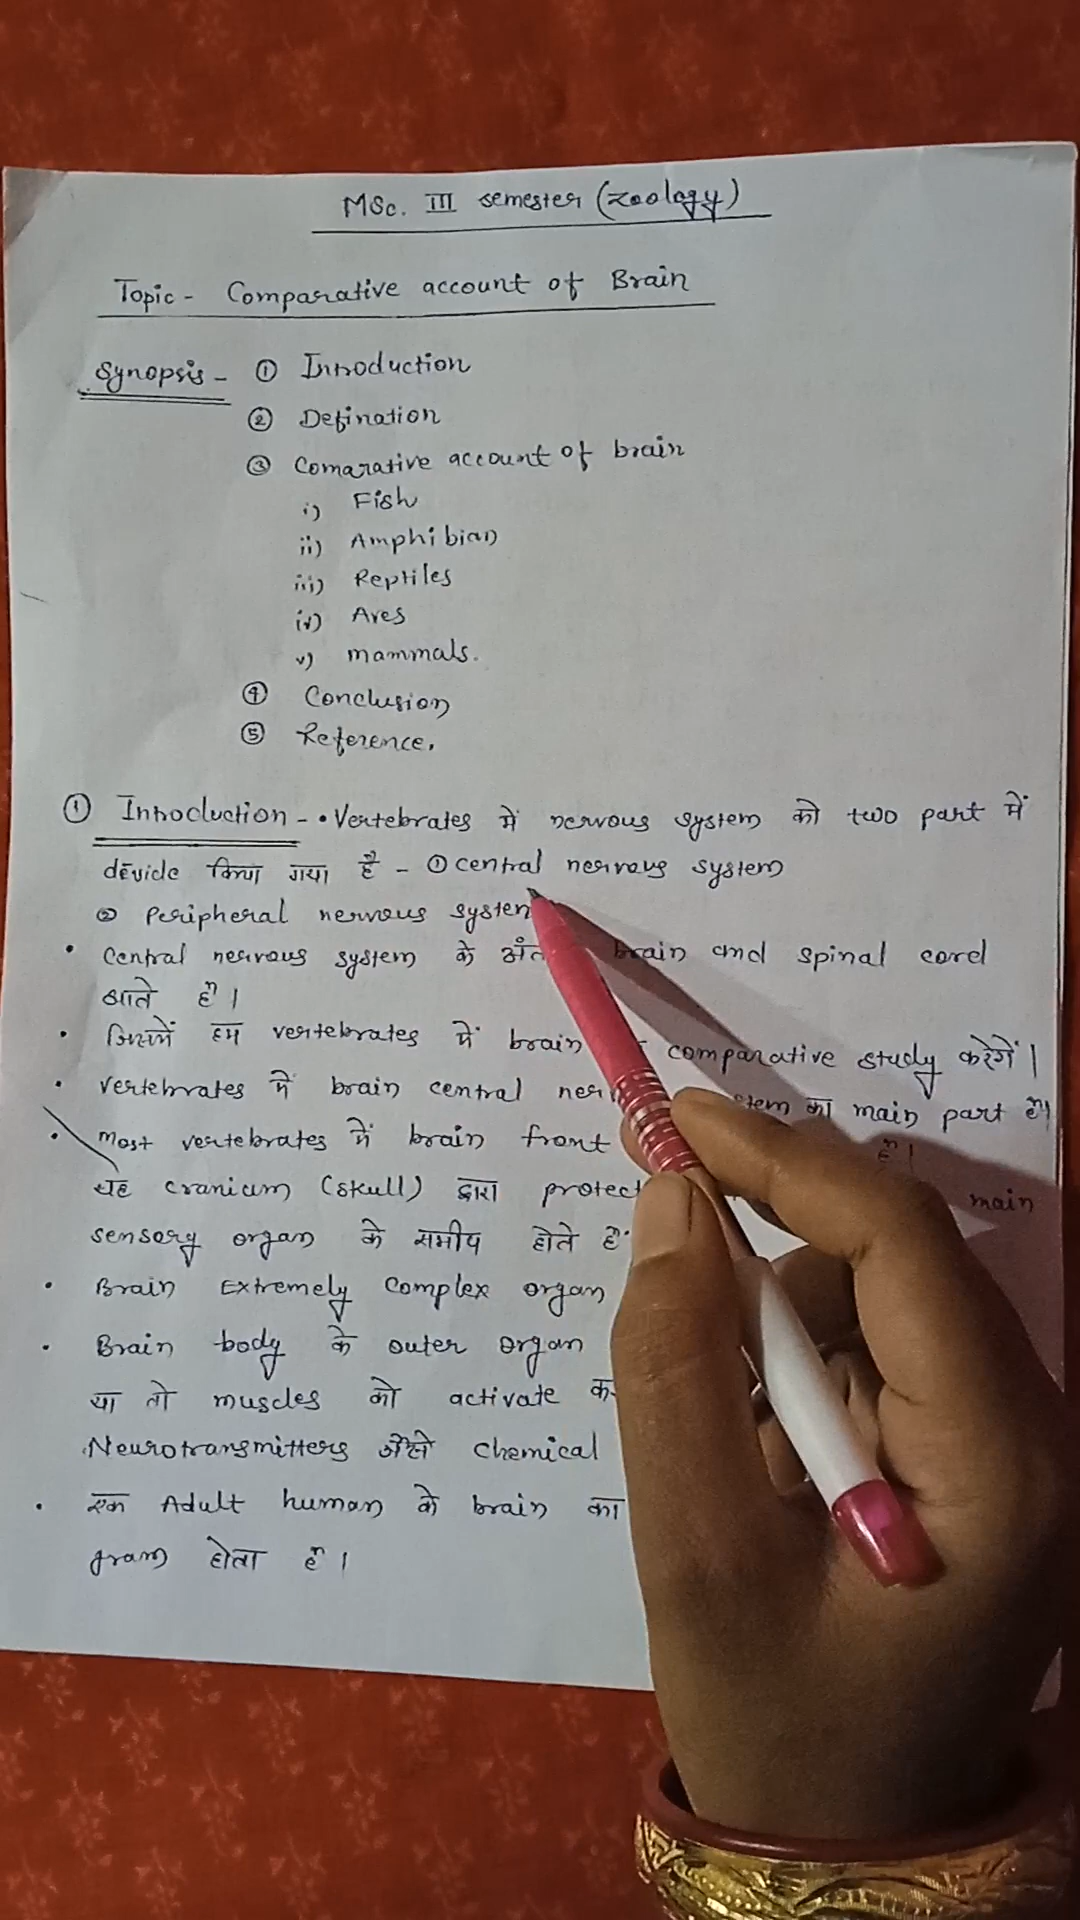 MSc. III semester (Zoology)
Topic - Comparative account of Brain
Synopsis - ① Introduction
② Defination
③ Comarative account of brain
i) Fish
ii) Amphibian
iii) Reptiles
iv) Aves
v) mammals.
④ Conclusion
⑤ Reference.
① Introduction - • Vertebrates में nervous system को two part में
devide किया गया है - ① central nervous system
② Peripheral nervous system
• Central nervous system के brain and spinal cord
आते हैं।
• जिसमें हम vertebrates में brain comparative study करेगें।
• vertebrates में brain central का main part है।
• Most vertebrates में brain front है।
यह cranium (skull) द्वारा protect main
sensory organ के समीप होते हैं
• Brain Extremely complex organ
• Brain body के outer organ
या तो muscles को activate
Neurotransmitters जैसे chemical
• एक Adult human के brain का
gram होता है।